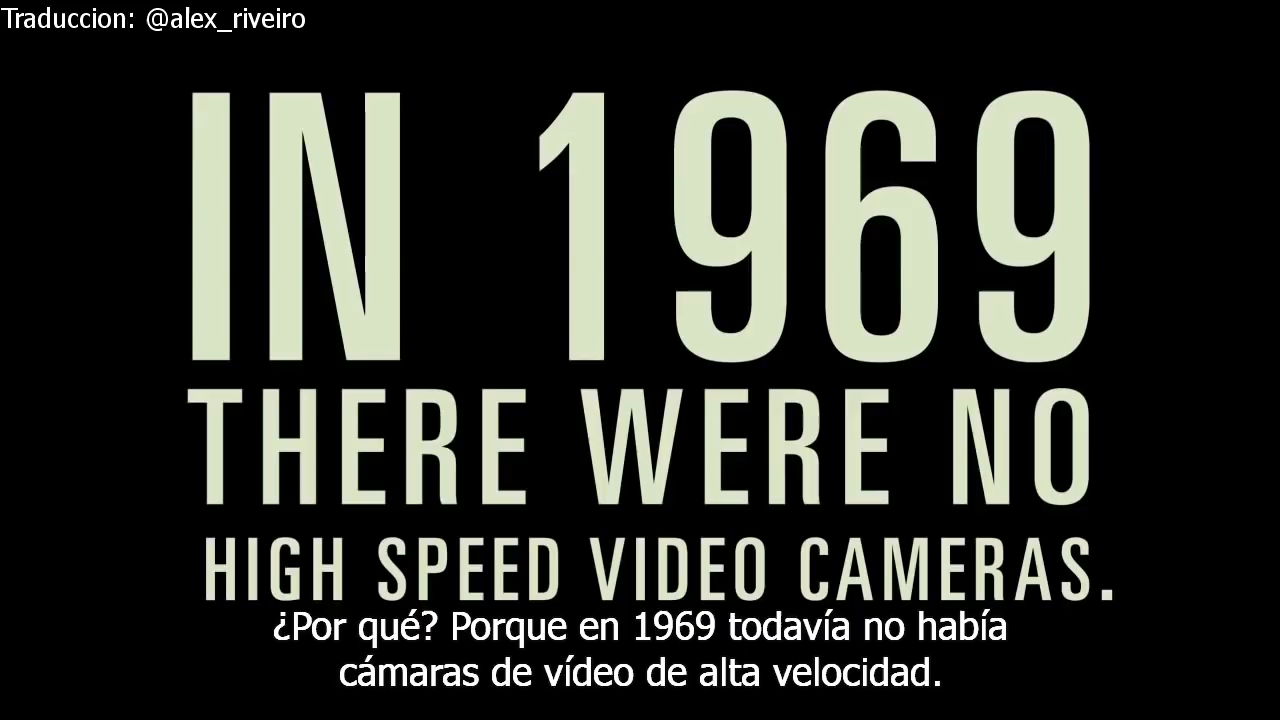 Traduccion: @alex_riveiro
IN 1969
THERE WERE NO
HIGH SPEED VIDEO CAMERAS.
¿Por qué? Porque en 1969 todavía no había
cámaras de vídeo de alta velocidad.